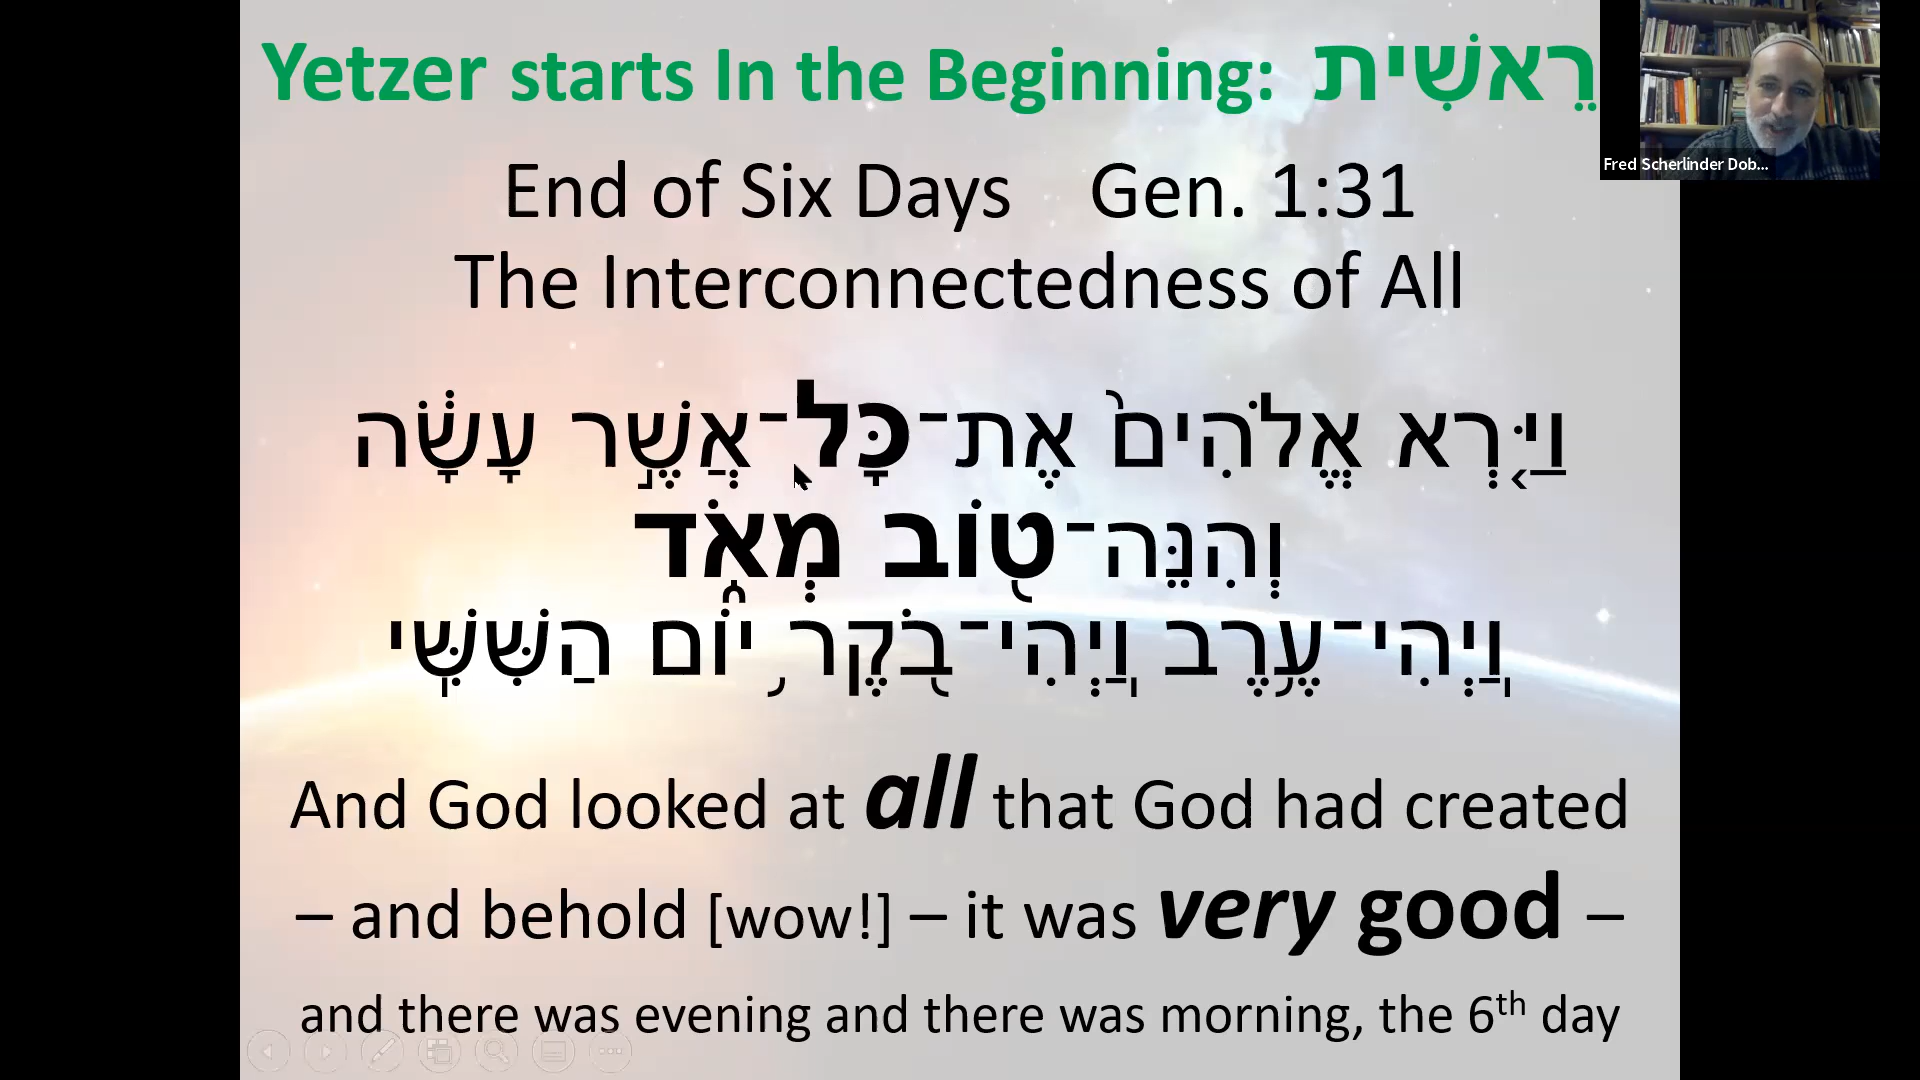 Yetzer starts In the Beginning: רֵאשִׁית
Fred Scherlinder Dob...
End of Six Days Gen. 1:31
The Interconnectedness of All
וַיַּ֤רְא אֱלֹהִים֙ אֶת־כׇּל־אֲשֶׁ֣ר עָשָׂ֔ה
וְהִנֵּה־ט֖וֹב מְאֹ֑ד
וַֽיְהִי־עֶ֥רֶב וַֽיְהִי־בֹ֖קֶר י֥וֹם הַשִּׁשִּֽׁי
And God looked at all that God had created
– and behold [wow!] – it was very good –
and there was evening and there was morning, the 6th day